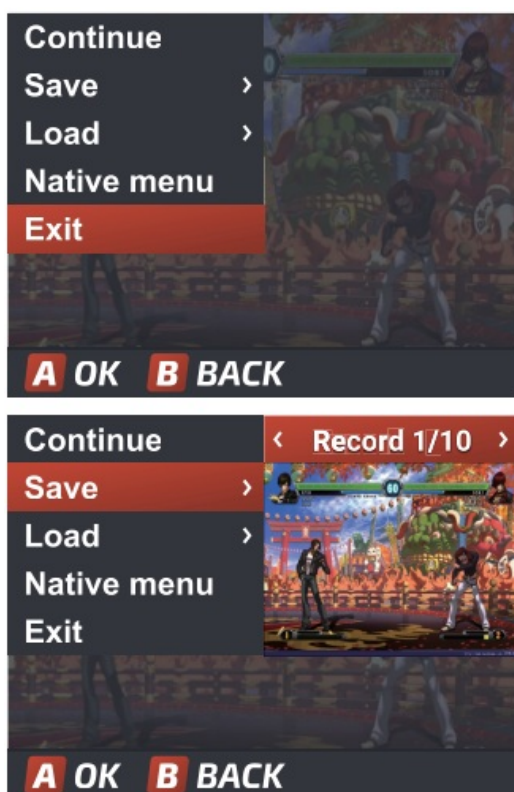 Continue
Save >
Load >
Native menu
Exit
A OK B BACK
Continue < Record 1/10 >
Save >
60
Load >
Native menu
Exit
A OK B BACK